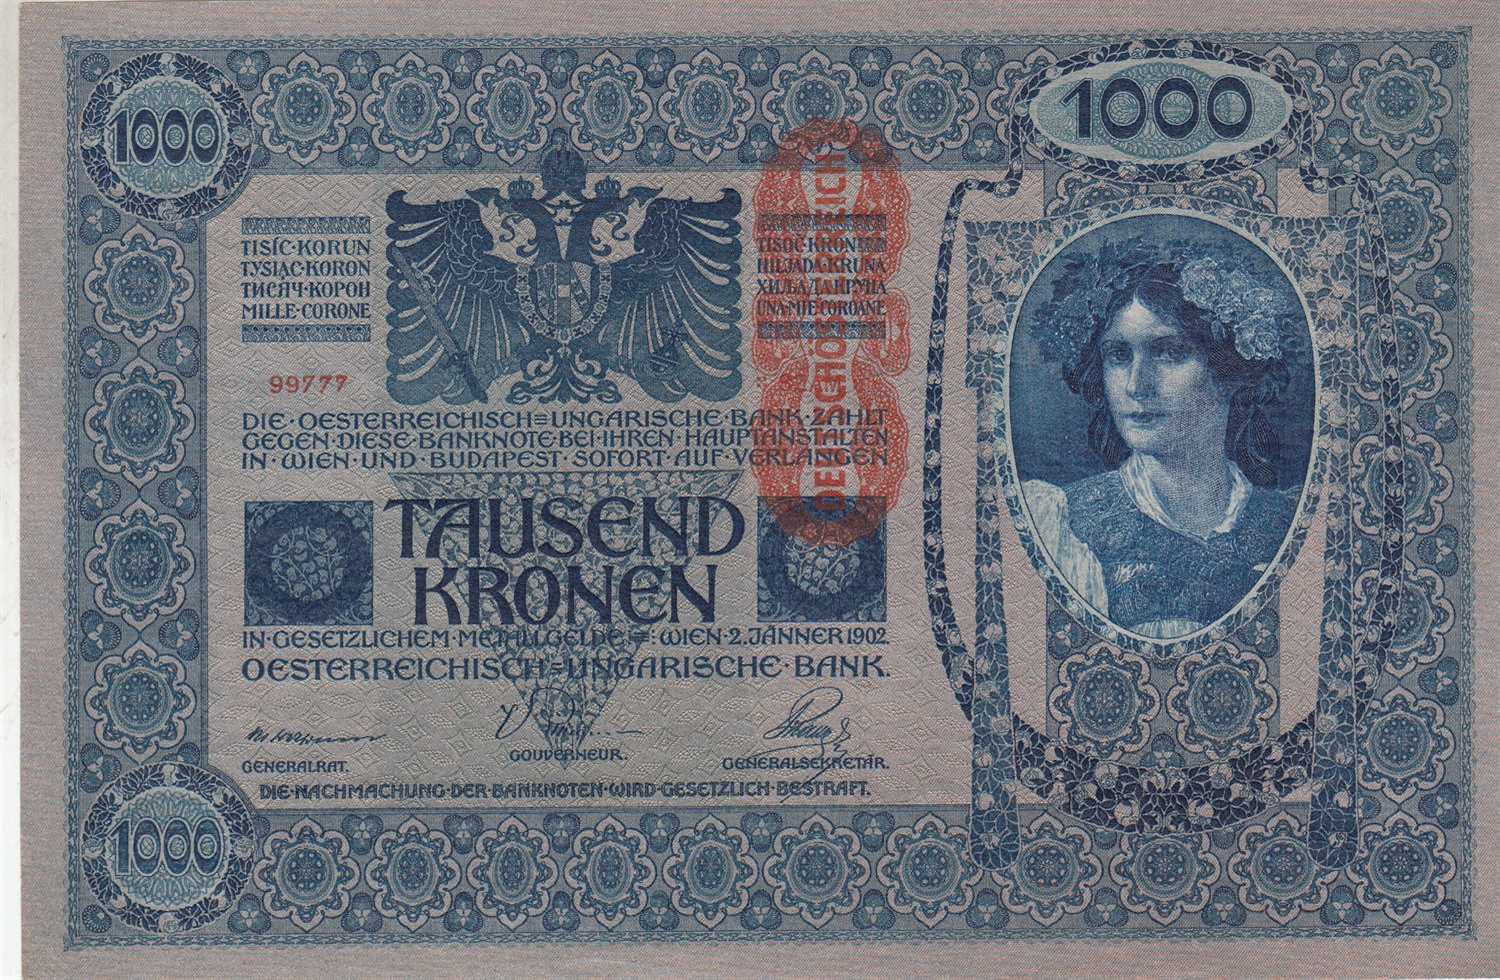 1000
1000
TISÍC·KORUN
TYSIĄC·KORON
ТИСЯЧ·КОРОН
MILLE·CORONE
TISOČ·KRON
HILJADA·KRUNA
ХИЉАДА·КРУНА
UNA·MIE·COROANE
DEUTSCHÖSTERREICH
99777
DIE·OESTERREICHISCH=UNGARISCHE·BANK·ZAHLT
GEGEN·DIESE·BANKNOTE·BEI·IHREN·HAUPTANSTALTEN
IN·WIEN·UND·BUDAPEST·SOFORT·AUF·VERLANGEN
TAUSEND
KRONEN
IN·GESETZLICHEM·METALLGELDE·=·:WIEN·2.JÄNNER 1902.
OESTERREICHISCH=UNGARISCHE·BANK.
GENERALRAT.
GOUVERNEUR.
GENERALSEKRETÄR.
DIE·NACHMACHUNG·DER·BANKNOTEN·WIRD·GESETZLICH·BESTRAFT.
1000